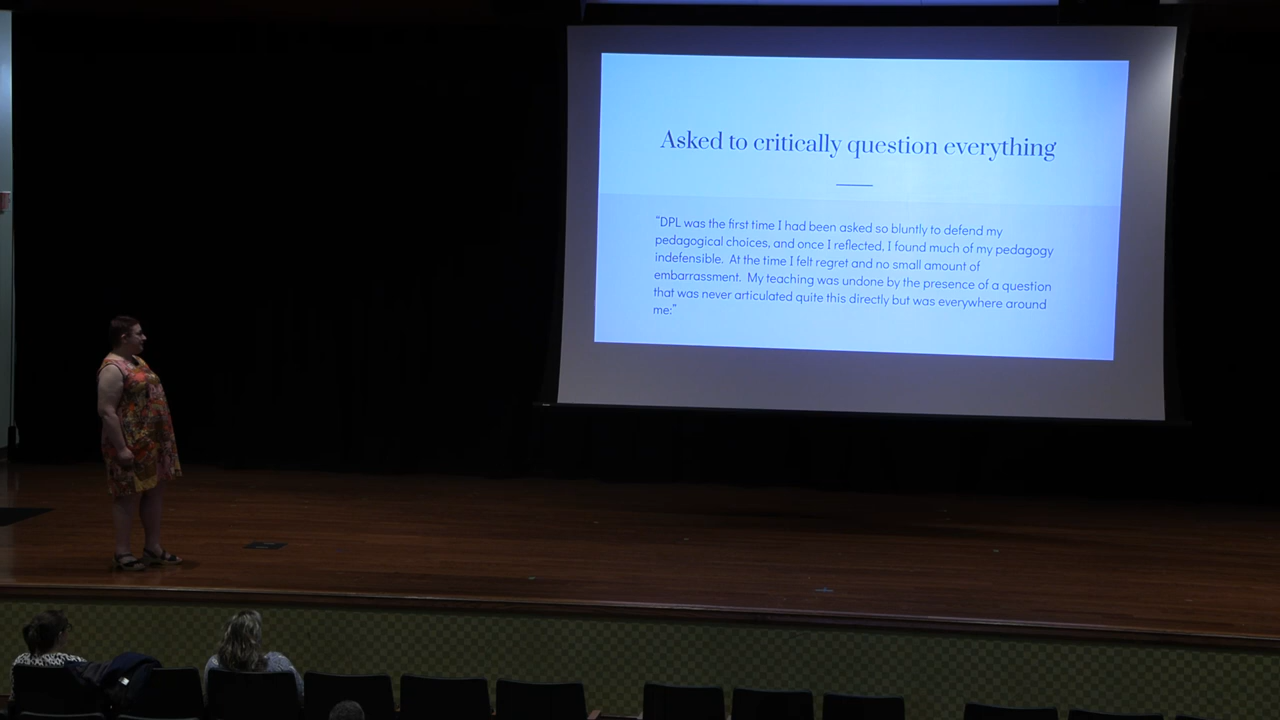 Asked to critically question everything
“DPL was the first time I had been asked so bluntly to defend my
pedagogical choices, and once I reflected, I found much of my pedagogy
indefensible.  At the time I felt regret and no small amount of
embarrassment.  My teaching was undone by the presence of a question
that was never articulated quite this directly but was everywhere around
me:”